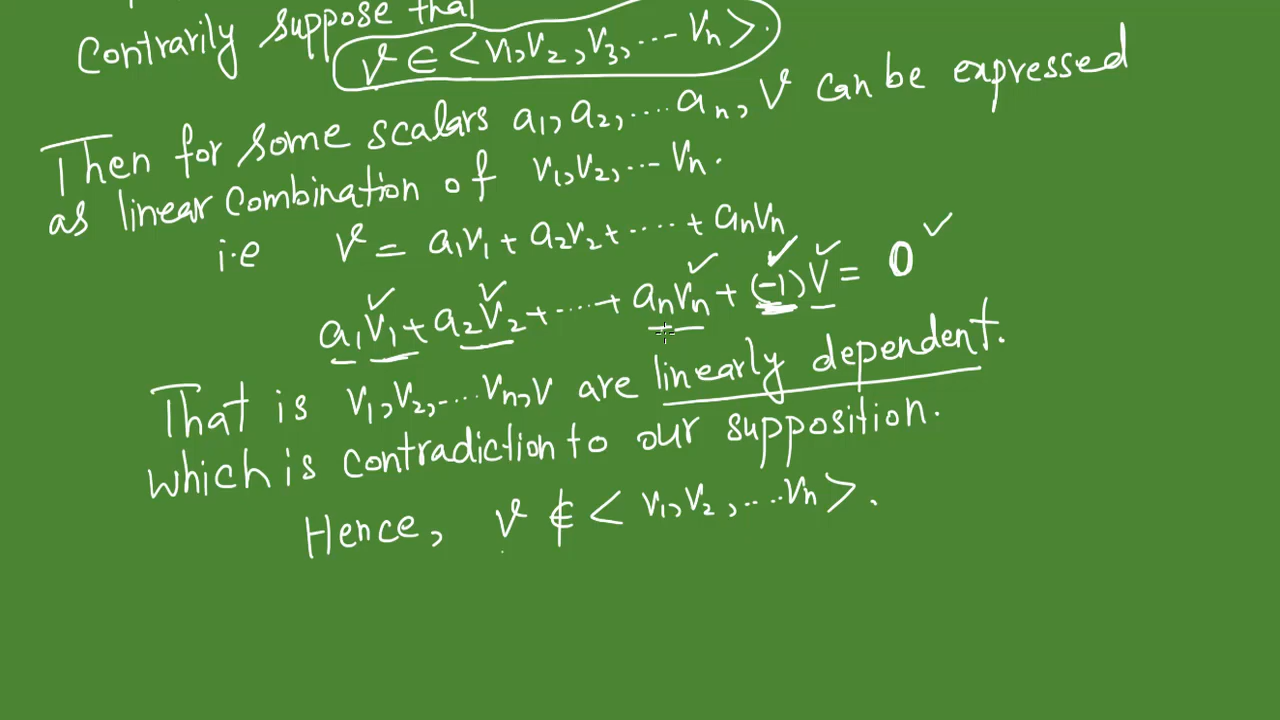 Contrarily suppose that
v ∈ < v1, v2, v3, ... vn >.
Then for some scalars a1, a2, .... an, v can be expressed
as linear combination of v1, v2, ... vn.
i.e v = a1v1 + a2v2 + ..... + anvn
a1v1 + a2v2 + ..... + anvn + (-1)v = 0
That is v1, v2, .... vn, v are linearly dependent.
which is contradiction to our supposition.
Hence, v ∉ < v1, v2, .... vn >.